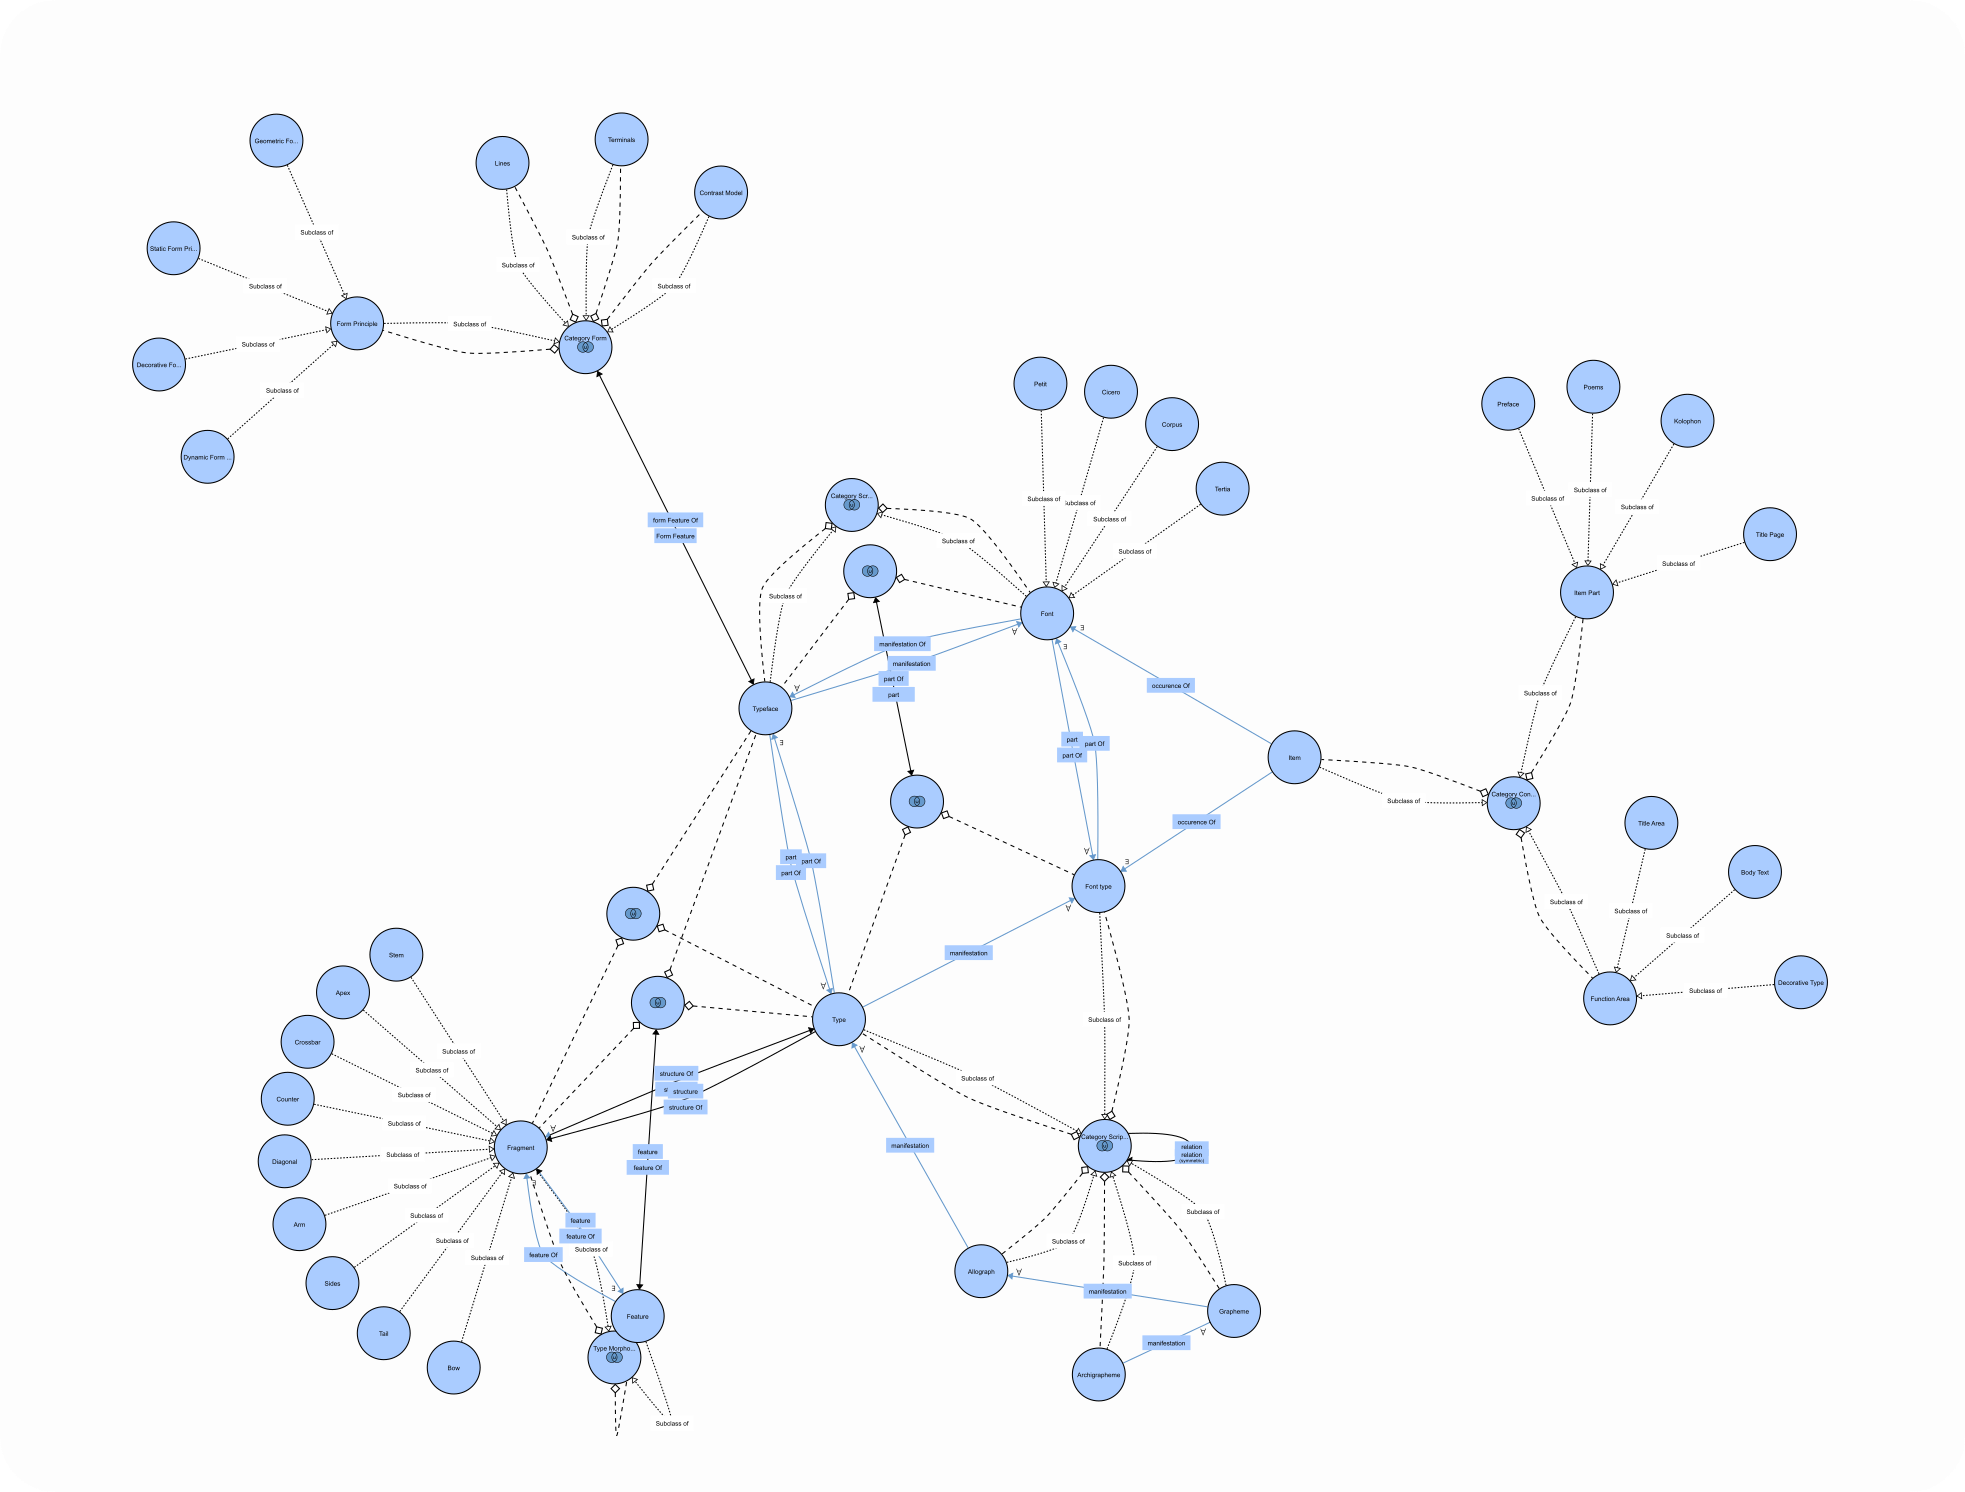 Geometric Fo...
Lines
Terminals
Contrast Model
Static Form Pri...
Subclass of
Subclass of
Subclass of
Subclass of
Subclass of
Form Principle
Subclass of
Category Form
Decorative Fo...
Subclass of
Subclass of
Dynamic Form ...
form Feature Of
Form Feature
Petit
Cicero
Corpus
Tertia
Category Scr...
Subclass of
Subclass of
ubclass of
Subclass of
Subclass of
Subclass of
Font
manifestation Of
manifestation
part Of
part
Typeface
part
part Of
part Of
occurence Of
Item
occurence Of
Preface
Poems
Kolophon
Title Page
Subclass of
Subclass of
Subclass of
Subclass of
Item Part
Subclass of
Subclass of
Category Con...
Title Area
Body Text
Subclass of
Subclass of
Subclass of
Decorative Type
Subclass of
Function Area
part
part Of
part Of
Font type
manifestation
Type
Subclass of
Subclass of
Stem
Apex
Crossbar
Counter
Diagonal
Arm
Sides
Tail
Bow
Subclass of
Subclass of
Subclass of
Subclass of
Subclass of
Subclass of
Subclass of
Subclass of
Subclass of
Fragment
structure Of
s
structure
structure Of
feature
feature Of
feature
feature Of
feature Of
Subclass of
Feature
Type Morpho...
Subclass of
manifestation
Category Scrip...
relation
relation
(symmetric)
Subclass of
Subclass of
Subclass of
Allograph
manifestation
Grapheme
manifestation
Archigrapheme